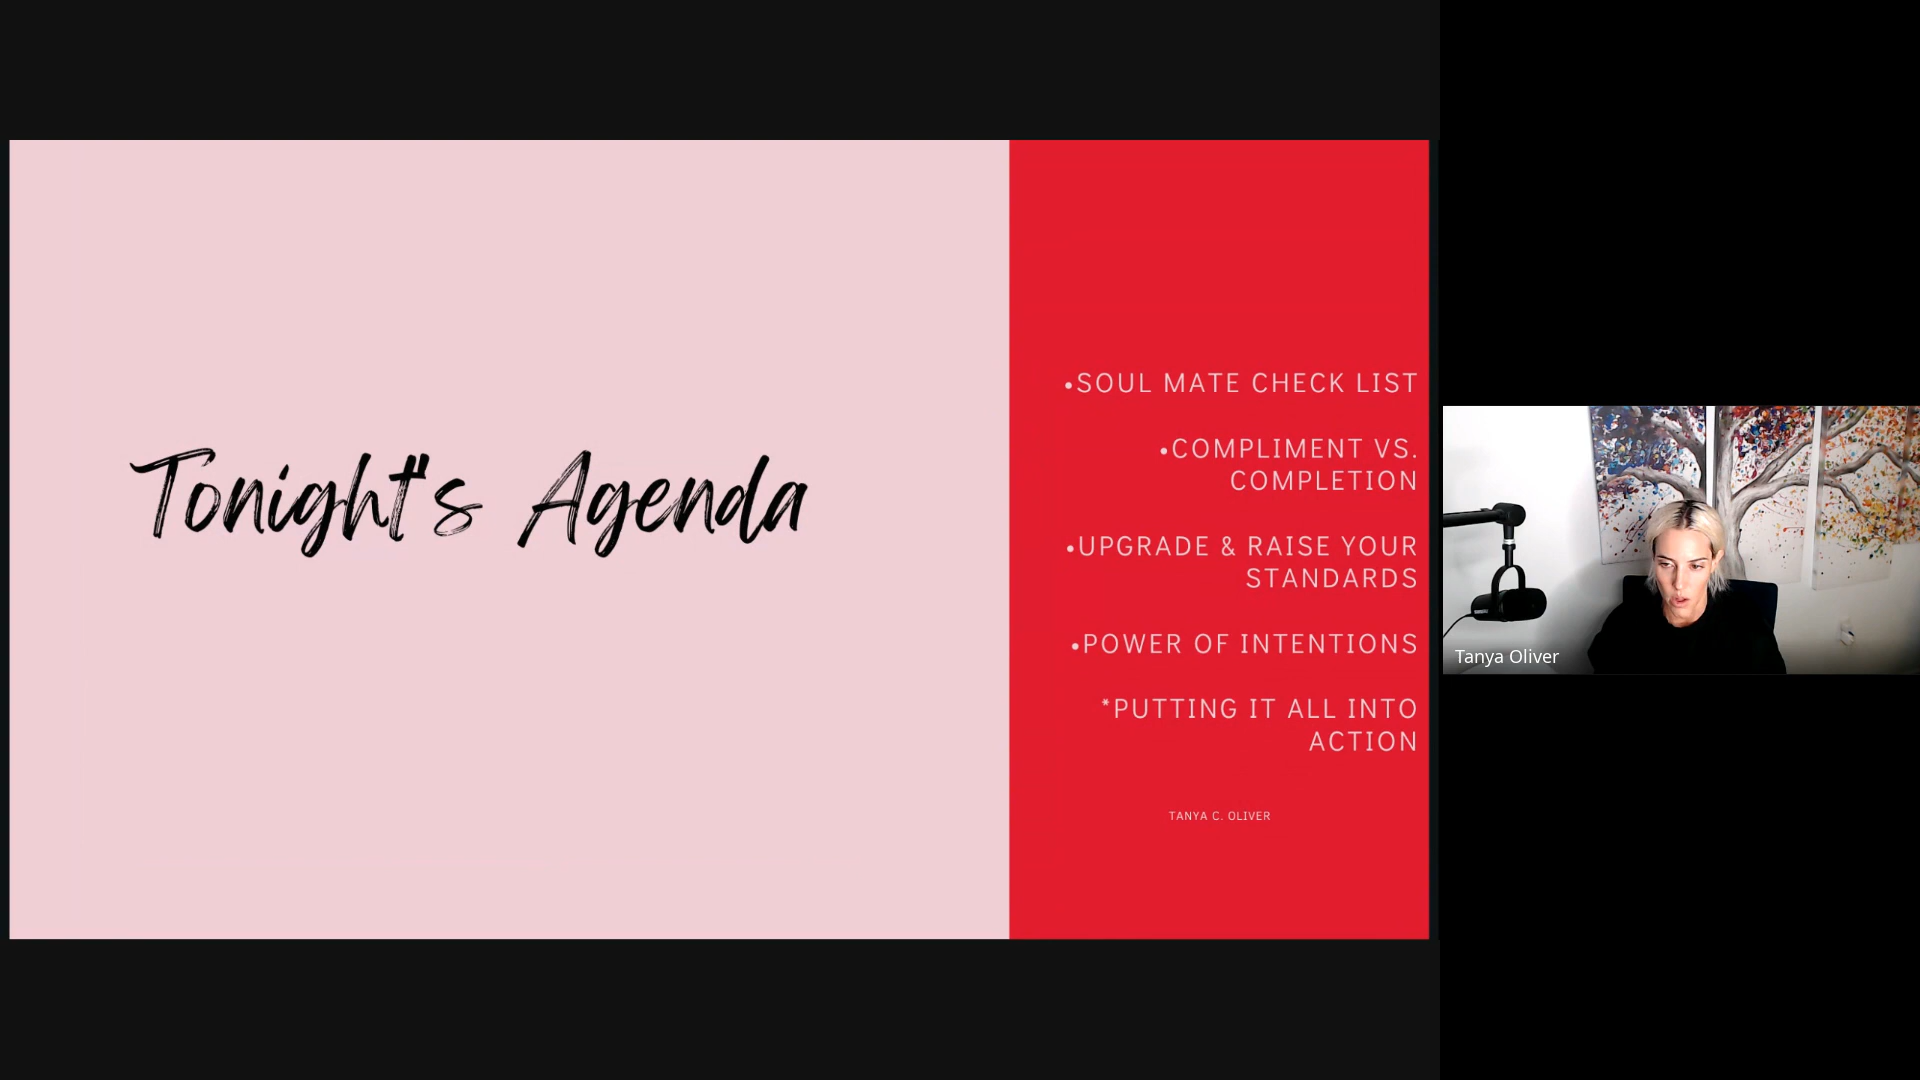 Tonight's Agenda
•SOUL MATE CHECK LIST
•COMPLIMENT VS.
COMPLETION
•UPGRADE & RAISE YOUR
STANDARDS
•POWER OF INTENTIONS
*PUTTING IT ALL INTO
ACTION
TANYA C. OLIVER
Tanya Oliver